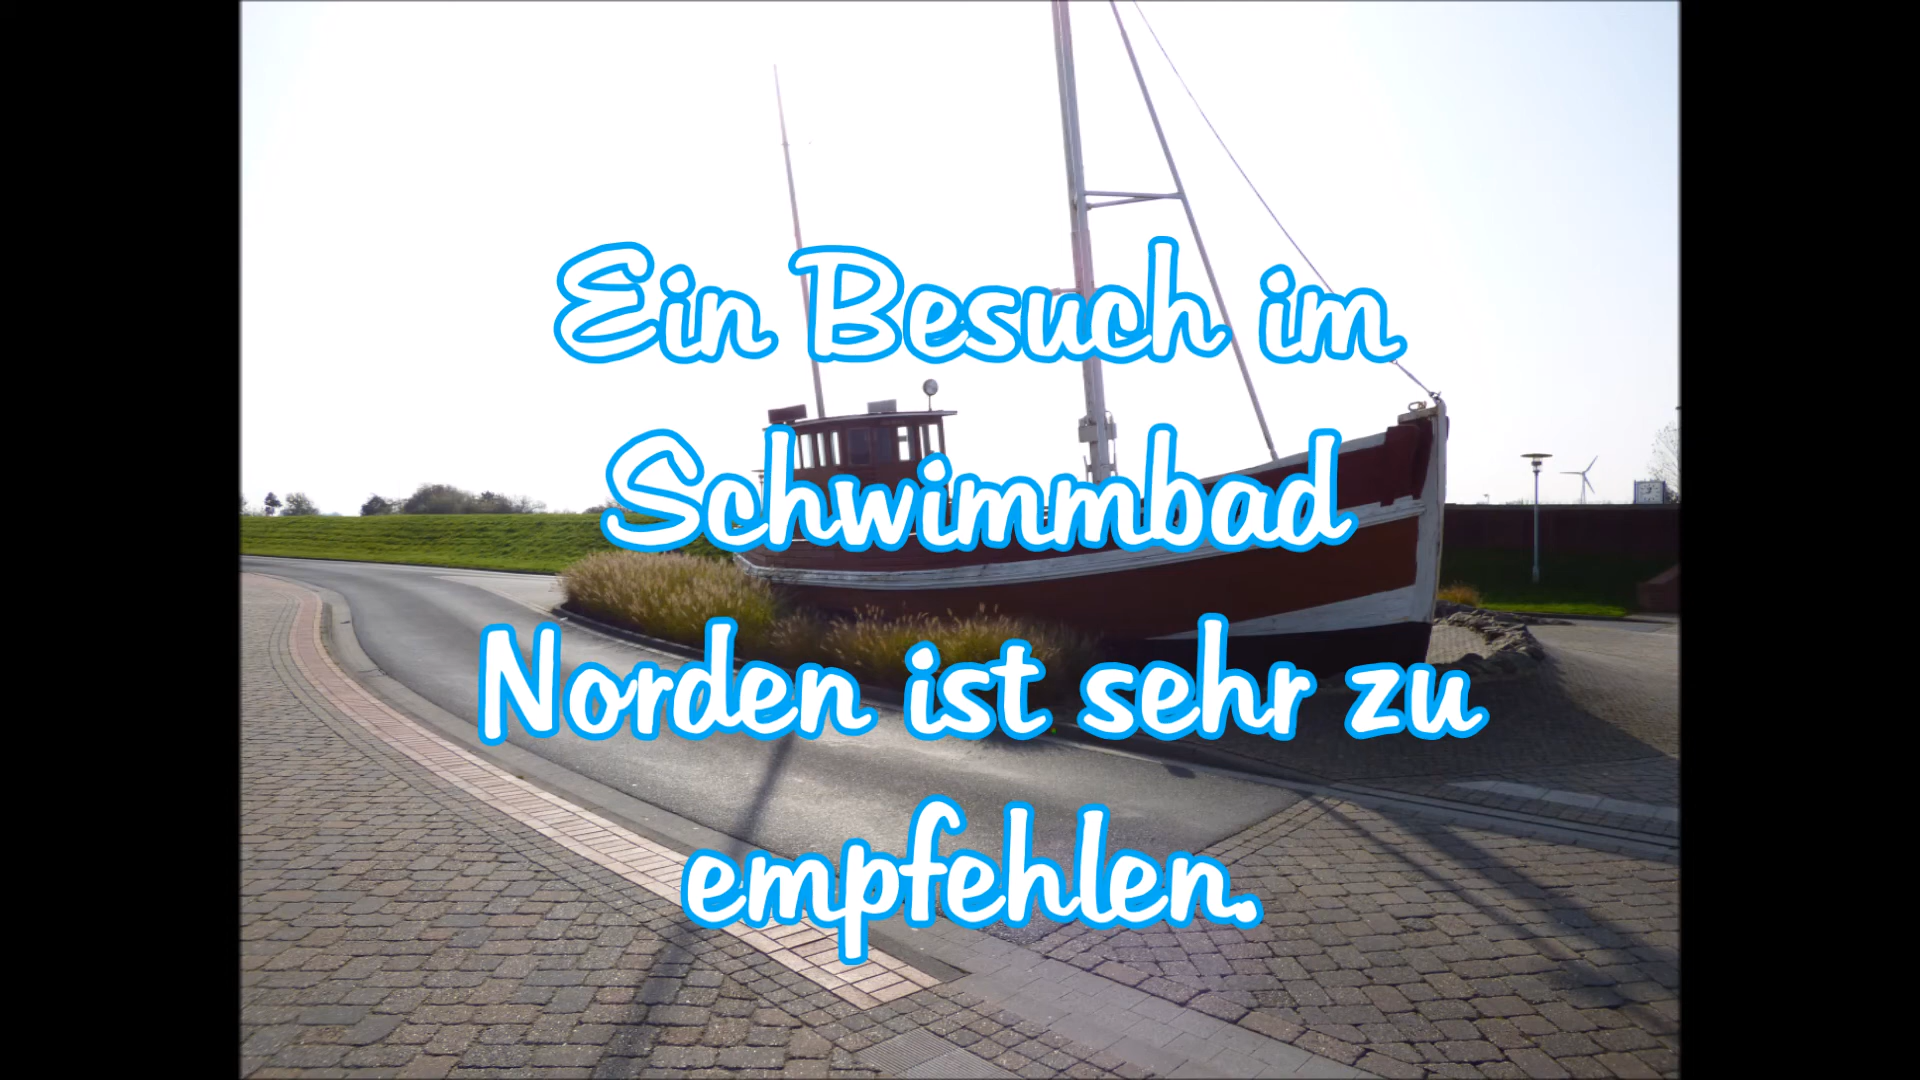 Ein Besuch im
Schwimmbad
Norden ist sehr zu
empfehlen.